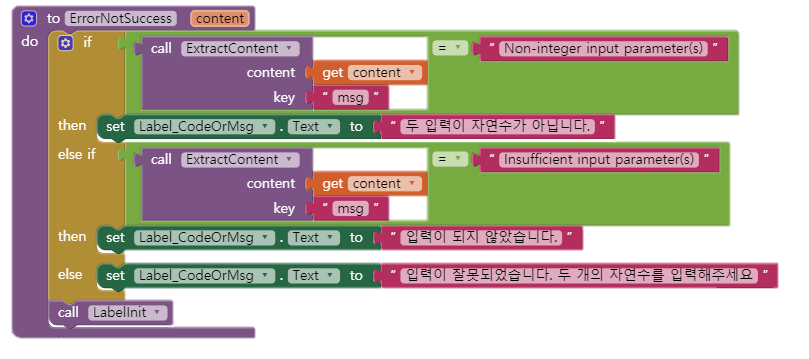 to ErrorNotSuccess content
do if call ExtractContent = " Non-integer input parameter(s) "
content get content
key " msg "
then set Label_CodeOrMsg . Text to " 두 입력이 자연수가 아닙니다. "
else if call ExtractContent = " Insufficient input parameter(s) "
content get content
key " msg "
then set Label_CodeOrMsg . Text to " 입력이 되지 않았습니다. "
else set Label_CodeOrMsg . Text to " 입력이 잘못되었습니다. 두 개의 자연수를 입력해주세요 "
call LabelInit